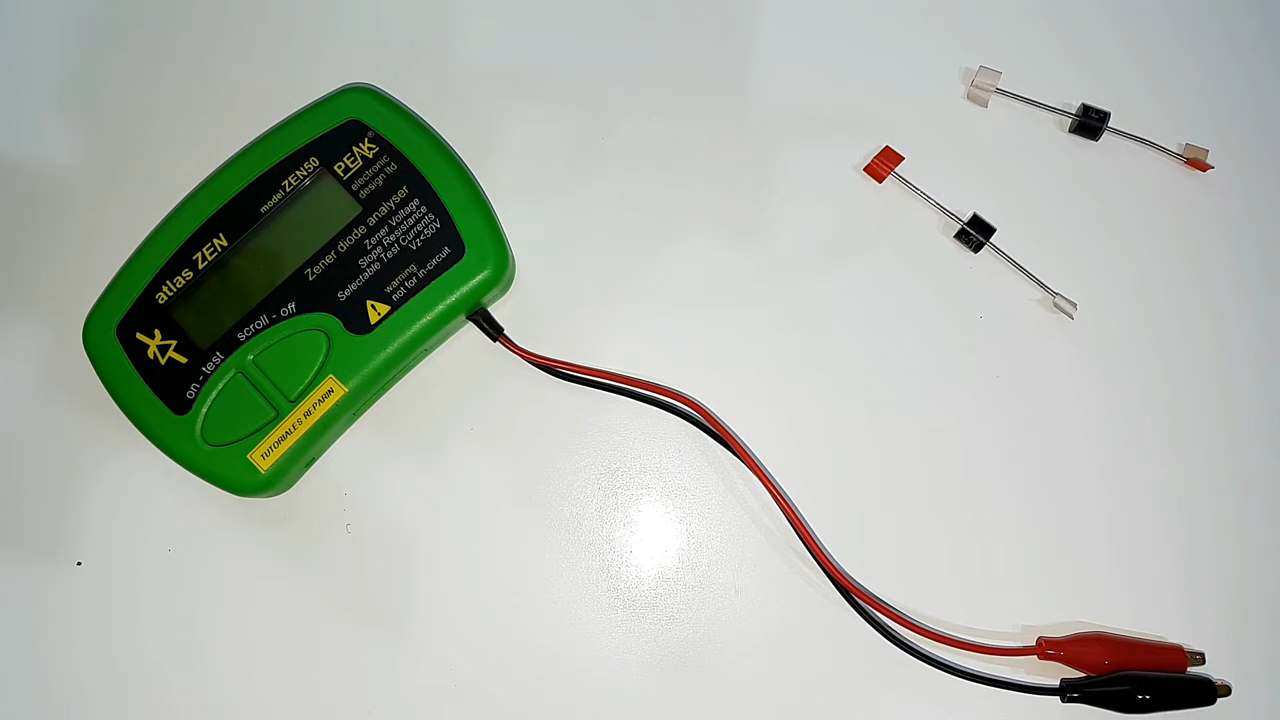 atlas ZEN
model ZEN50
PEAK®
electronic
design ltd
Zener diode analyser
Zener Voltage
Slope Resistance
Selectable Test Currents
Vz<50V
warning:
not for in-circuit
on - test
scroll - off
TUTORIALES REPARIN